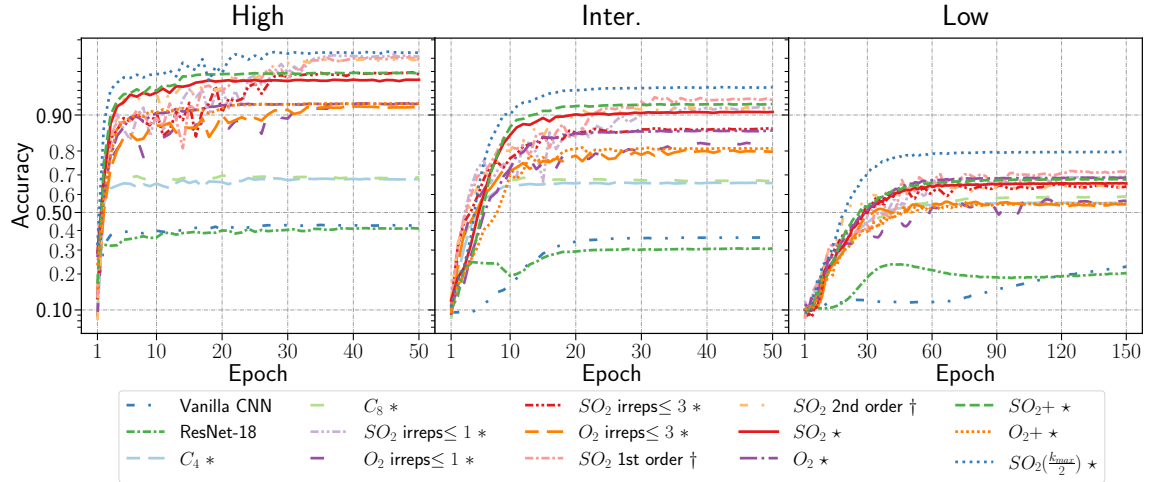 High Inter. Low
Accuracy
0.90
0.8
0.7
0.6
0.50
0.4
0.3
0.2
0.10
1 10 20 30 40 50
1 10 20 30 40 50
1 30 60 90 120 150
Epoch Epoch Epoch
Vanilla CNN
ResNet-18
C₄ *
C₈ *
SO₂ irreps≤ 1 *
O₂ irreps≤ 1 *
SO₂ irreps≤ 3 *
O₂ irreps≤ 3 *
SO₂ 1st order †
SO₂ 2nd order †
SO₂ ⋆
O₂ ⋆
SO₂+ ⋆
O₂+ ⋆
SO₂(k_max/2) ⋆